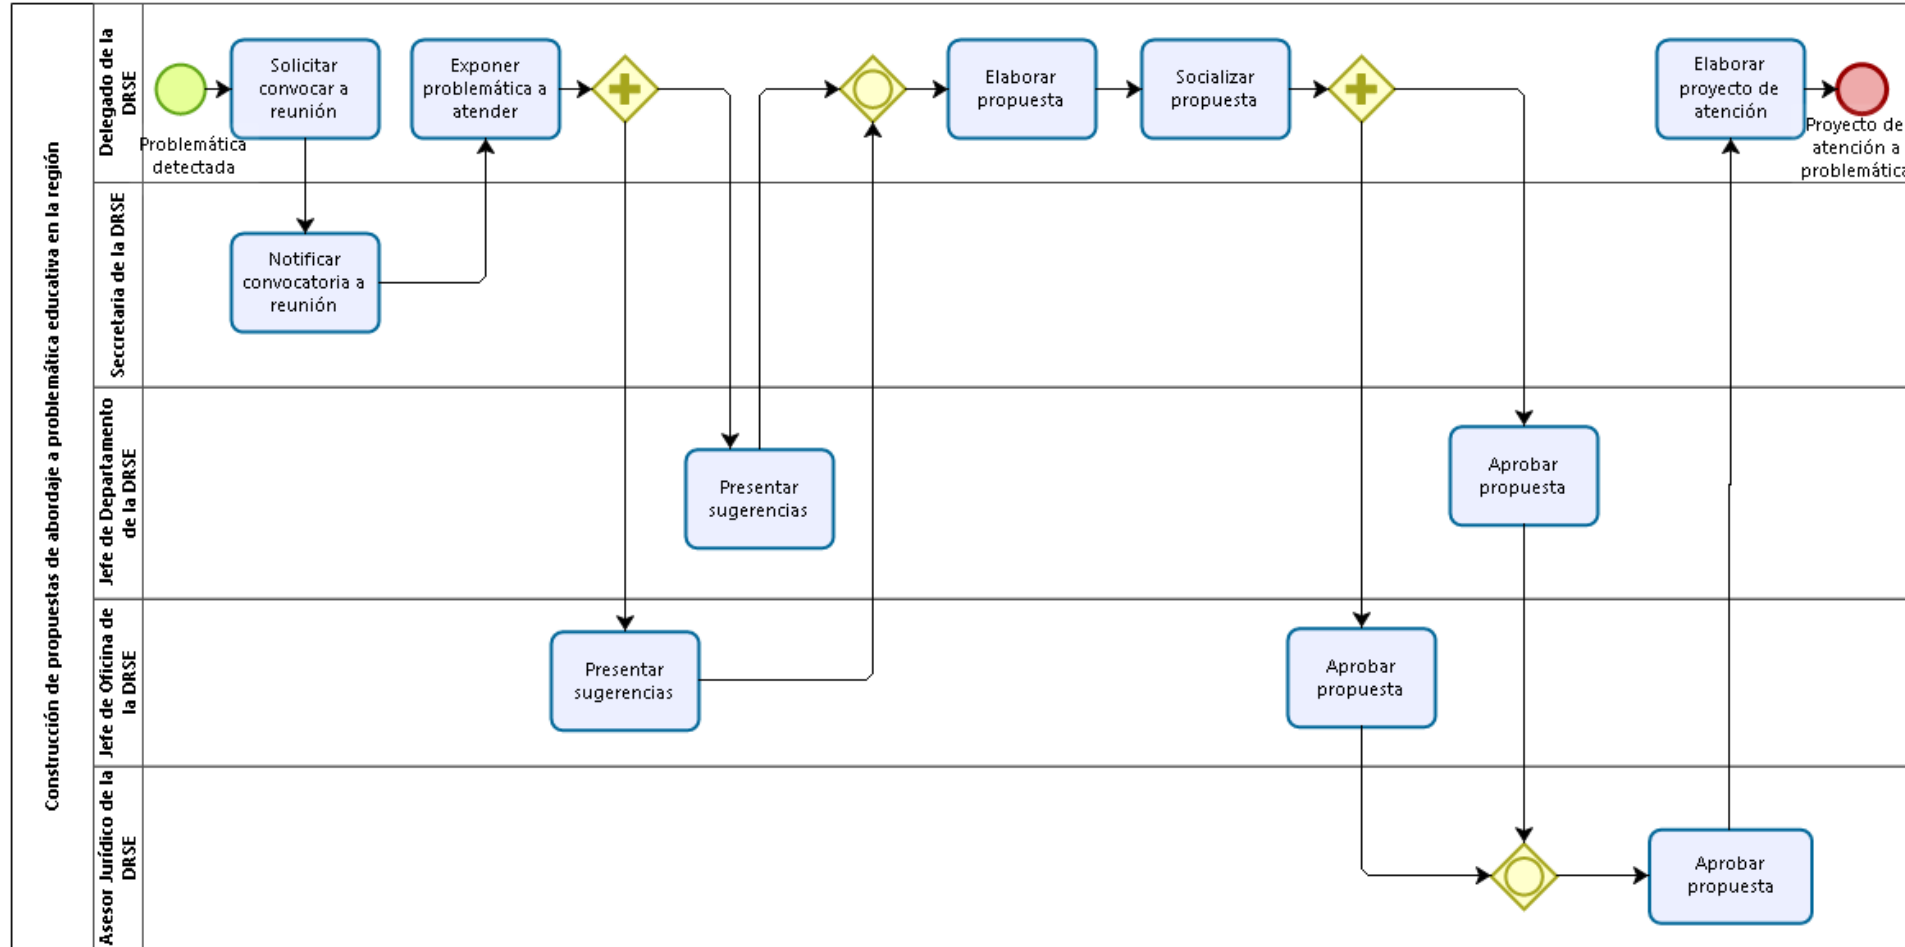 Construcción de propuestas de abordaje a problemática educativa en la región
Delegado de la
DRSE
Problemática
detectada
Solicitar
convocar a
reunión
Exponer
problemática a
atender
Elaborar
propuesta
Socializar
propuesta
Elaborar
proyecto de
atención
Proyecto de
atención a
problemática
Seccretaria de la DRSE
Notificar
convocatoria a
reunión
Jefe de Departamento
de la DRSE
Presentar
sugerencias
Aprobar
propuesta
Jefe de Oficina de
la DRSE
Presentar
sugerencias
Aprobar
propuesta
Asesor Jurídico de la
DRSE
Aprobar
propuesta